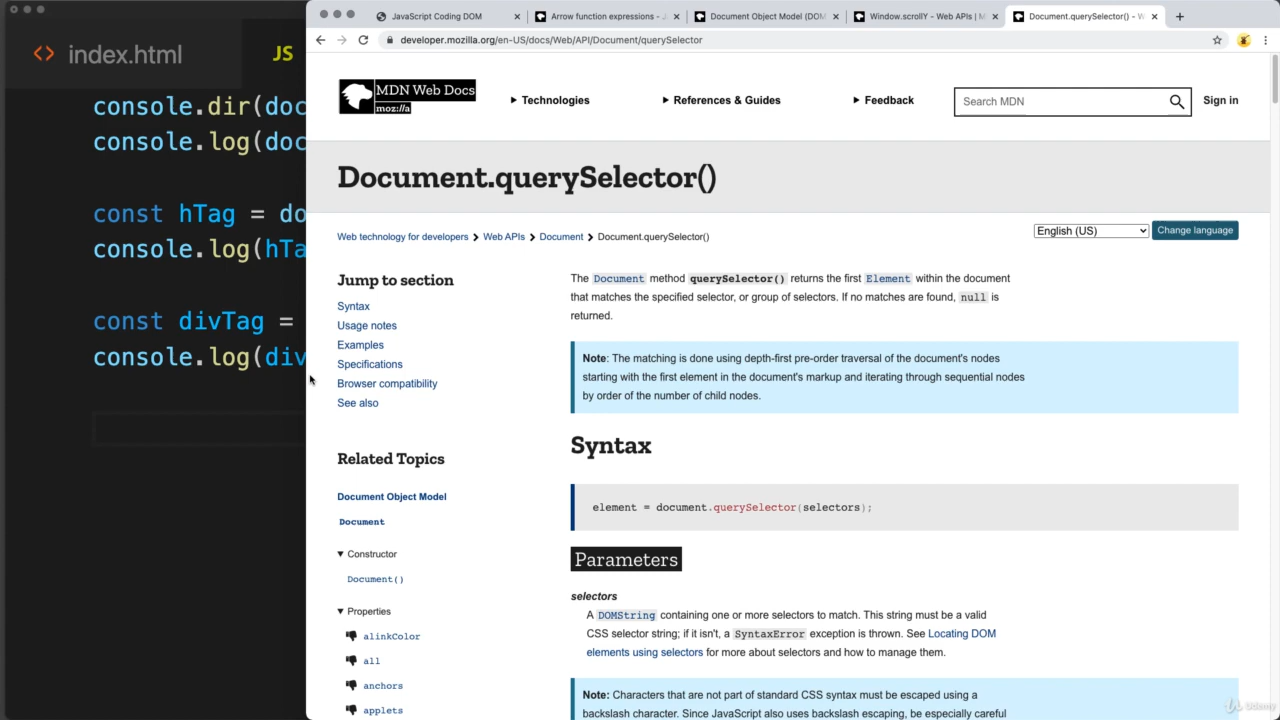 JavaScript Coding DOM
Arrow function expressions - J
Document Object Model (DOM
Window.scrollY - Web APIs | M
Document.querySelector() - W
developer.mozilla.org/en-US/docs/Web/API/Document/querySelector
<> index.html
JS
console.dir(doc
console.log(doc
const hTag = do
console.log(hTa
const divTag =
console.log(div
MDN Web Docs
moz://a
Technologies
References & Guides
Feedback
Search MDN
Sign in
Document.querySelector()
Web technology for developers > Web APIs > Document > Document.querySelector()
English (US)
Change language
Jump to section
Syntax
Usage notes
Examples
Specifications
Browser compatibility
See also
Related Topics
Document Object Model
Document
Constructor
Document()
Properties
alinkColor
all
anchors
applets
The Document method querySelector() returns the first Element within the document
that matches the specified selector, or group of selectors. If no matches are found, null is
returned.
Note: The matching is done using depth-first pre-order traversal of the document's nodes
starting with the first element in the document's markup and iterating through sequential nodes
by order of the number of child nodes.
Syntax
element = document.querySelector(selectors);
Parameters
selectors
A DOMString containing one or more selectors to match. This string must be a valid
CSS selector string; if it isn't, a SyntaxError exception is thrown. See Locating DOM
elements using selectors for more about selectors and how to manage them.
Note: Characters that are not part of standard CSS syntax must be escaped using a
backslash character. Since JavaScript also uses backslash escaping, be especially careful
Udemy